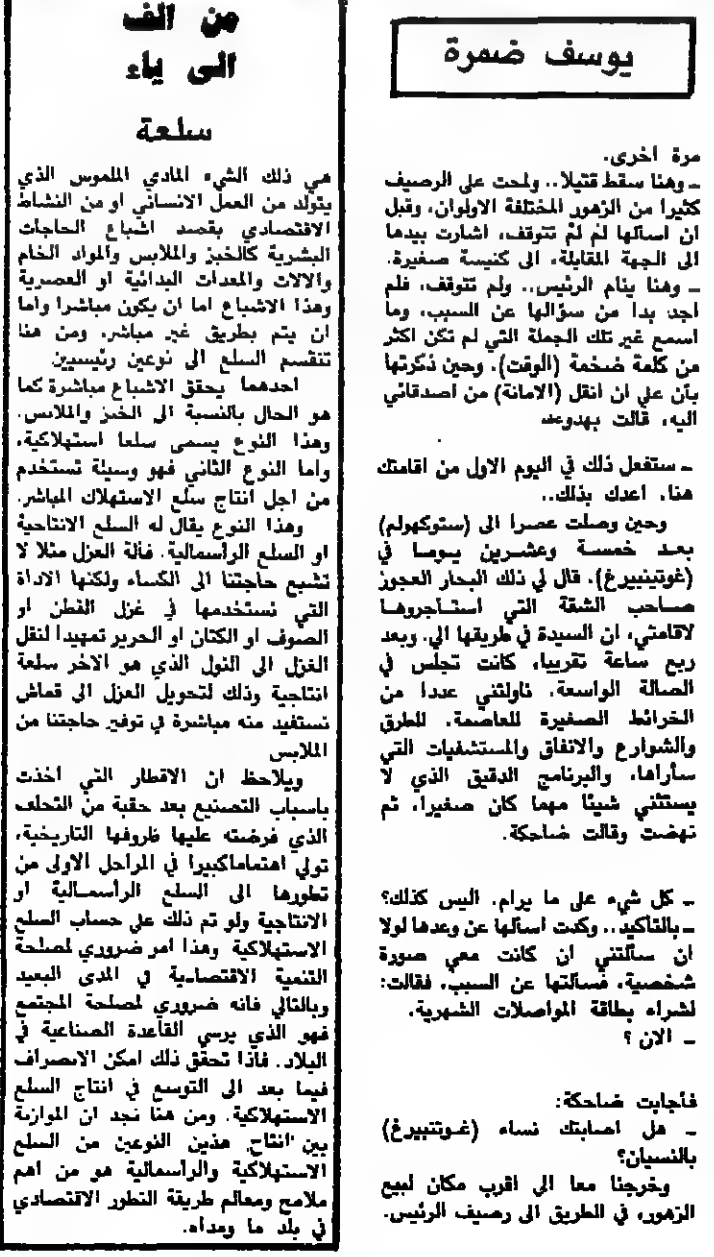 يوسف ضمرة
مرة اخرى.
ـ وهنا سقط قتيلا.. ولمحت على الرصيف
كثيرا من الزهور المختلفة الاولوان، وقبل
ان اسالها لم لم تتوقف، اشارت بيدها
الى الجهة المقابلة، الى كنيسة صغيرة.
ـ وهنا ينام الرئيس.. ولم تتوقف، فلم
اجد بدا من سؤالها عن السبب، وما
اسمع غير تلك الجملة التي لم تكن اكثر
من كلمة ضخمة (الوقت). وحين ذكرتها
بأن علي ان انقل (الامانة) من اصدقائي
اليه، قالت بهدوء
ـ ستفعل ذلك في اليوم الاول من اقامتك
هنا. اعدك بذلك..
وحين وصلت عصرا الى (ستوكهولم)
بعد خمسة وعشرين يوما في
(غوتينبيرغ). قال لي ذلك البحار العجوز
صاحب الشقة التي استأجروها
لاقامتي، ان السيدة في طريقها الي. وبعد
ربع ساعة تقريبا، كانت تجلس في
الصالة الواسعة. ناولتني عددا من
الخرائط الصغيرة للعاصمة. للطرق
والشوارع والانفاق والمستشفيات التي
سأراها، والبرنامج الدقيق الذي لا
يستثني شيئا مهما كان صغيرا، ثم
نهضت وقالت ضاحكة.
ـ كل شيء على ما يرام. اليس كذلك؟
ـ بالتأكيد.. وكدت اسالها عن وعدها لولا
ان سألتني ان كانت معي صورة
شخصية، فسالتها عن السبب، فقالت:
لشراء بطاقة المواصلات الشهرية.
ـ الان ؟
فأجابت ضاحكة:
ـ هل اصابتك نساء (غوتنبيرغ)
بالنسيان؟
وخرجنا معا الى اقرب مكان لبيع
الزهور، في الطريق الى رصيف الرئيس.
من الف
الى ياء
سلعة
هي ذلك الشيء المادي الملموس الذي
يتولد من العمل الانساني او من النشاط
الاقتصادي بقصد اشباع الحاجات
البشرية كالخبز والملابس والمواد الخام
والالات والمعدات البدائية او العصرية
وهذا الاشباع اما ان يكون مباشرا واما
ان يتم بطريق غير مباشر. ومن هنا
تنقسم السلع الى نوعين رئيسيين
احدهما يحقق الاشباع مباشرة كما
هو الحال بالنسبة الى الخبز والملابس.
وهذا النوع يسمى سلعا استهلاكية،
واما النوع الثاني فهو وسيلة تستخدم
من اجل انتاج سلع الاستهلاك المباشر.
وهذا النوع يقال له السلع الانتاجية
او السلع الرأسمالية. فالة الغزل مثلا لا
تشبع حاجتنا الى الكساء ولكنها الاداة
التي نستخدمها في غزل القطن او
الصوف او الكتان او الحرير تمهيدا لنقل
الغزل الى النول الذي هو الاخر سلعة
انتاجية وذلك لتحويل الغزل الى قماش
نستفيد منه مباشرة في توفير حاجتنا من
الملابس
ويلاحظ ان الاقطار التي اخذت
باسباب التصنيع بعد حقبة من التخلف
الذي فرضته عليها ظروفها التاريخية،
تولي اهتماماكبيرا في المراحل الاولى من
تطورها الى السلع الرأسمالية او
الانتاجية ولو تم ذلك على حساب السلع
الاستهلاكية وهذا امر ضروري لمصلحة
التنمية الاقتصادية في المدى البعيد
وبالتالي فانه ضروري لمصلحة المجتمع
فهو الذي يرسي القاعدة الصناعية في
البلاد. فاذا تحقق ذلك امكن الانصراف
فيما بعد الى التوسع في انتاج السلع
الاستهلاكية. ومن هنا نجد ان الموازنة
بين انتاج هذين النوعين من السلع
الاستهلاكية والرأسمالية هو من اهم
ملامح ومعالم طريقة التطور الاقتصادي
في بلد ما ومداه.